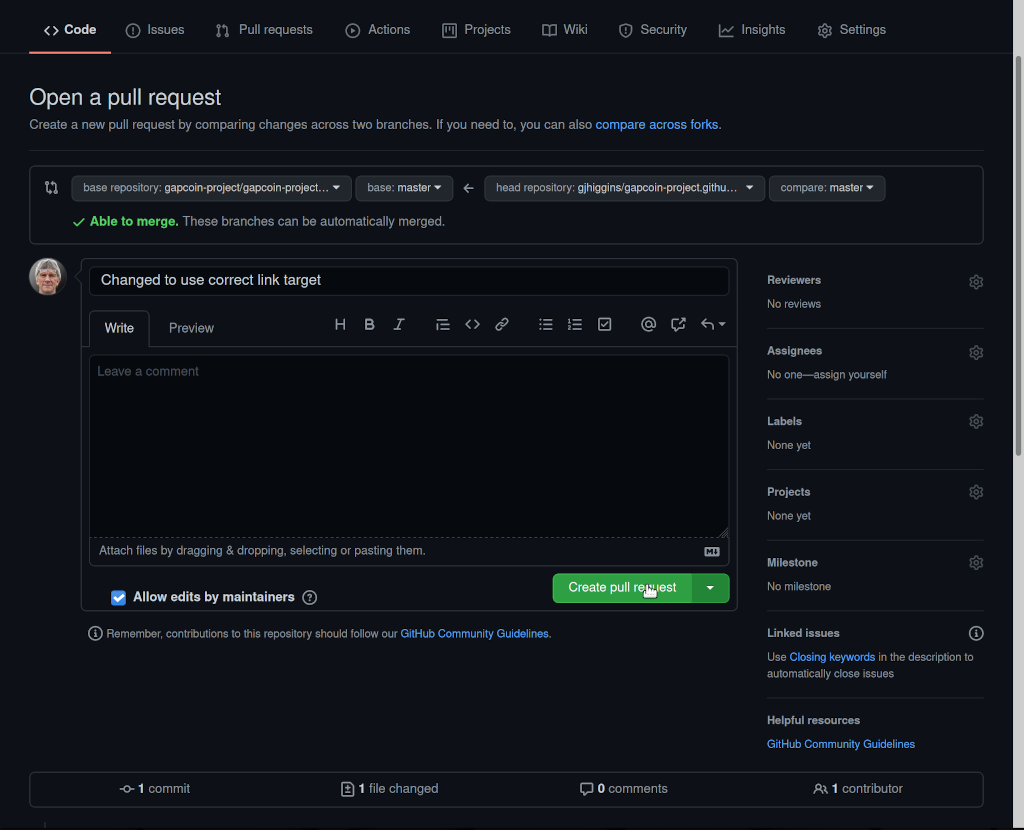 Code Issues Pull requests Actions Projects Wiki Security Insights Settings
Open a pull request
Create a new pull request by comparing changes across two branches. If you need to, you can also compare across forks.
base repository: gapcoin-project/gapcoin-project... base: master head repository: gjhiggins/gapcoin-project.githu... compare: master
Able to merge. These branches can be automatically merged.
Changed to use correct link target
Write Preview
Leave a comment
Attach files by dragging & dropping, selecting or pasting them.
Allow edits by maintainers
Create pull request
Remember, contributions to this repository should follow our GitHub Community Guidelines.
Reviewers
No reviews
Assignees
No one—assign yourself
Labels
None yet
Projects
None yet
Milestone
No milestone
Linked issues
Use Closing keywords in the description to
automatically close issues
Helpful resources
GitHub Community Guidelines
1 commit 1 file changed 0 comments 1 contributor